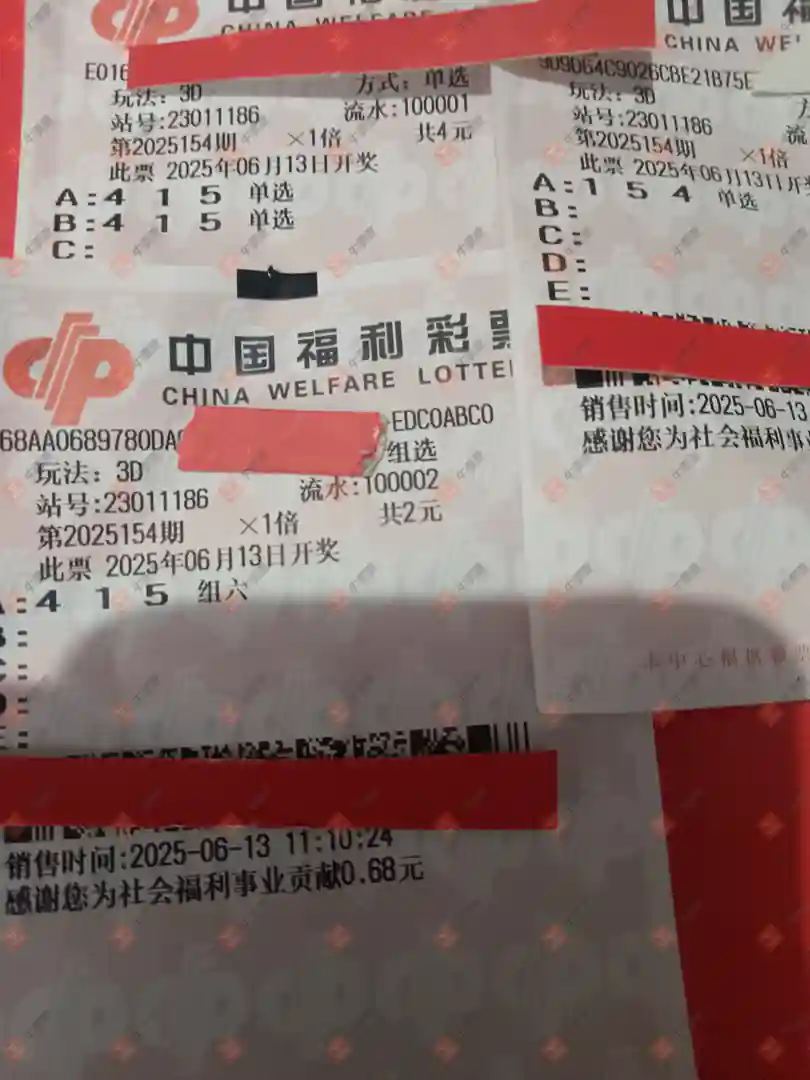 CHINA WE
E016
玩法：3D
方式：单选
站号:23011186
流水:100001
第2025154期
×1倍
共4元
此票 2025年06月13日开奖
A:4 1 5 单选
B:4 1 5 单选
C:
中国
909D64C9026CBE21B75E
玩法：3D
站号:23011186
流
第2025154期
×1倍
此票 2025年06月13日开奖
A:1 5 4 单选
B:
C:
D:
E:
销售时间:2025-06-13
感谢您为社会福利事
中国福利彩票
CHINA WELFARE LOTTE
68AA0689780DA
EDC0ABC0
组选
玩法：3D
站号:23011186
流水:100002
第2025154期
×1倍
共2元
此票 2025年06月13日开奖
4 1 5 组六
销售时间:2025-06-13 11:10:24
感谢您为社会福利事业贡献0.68元